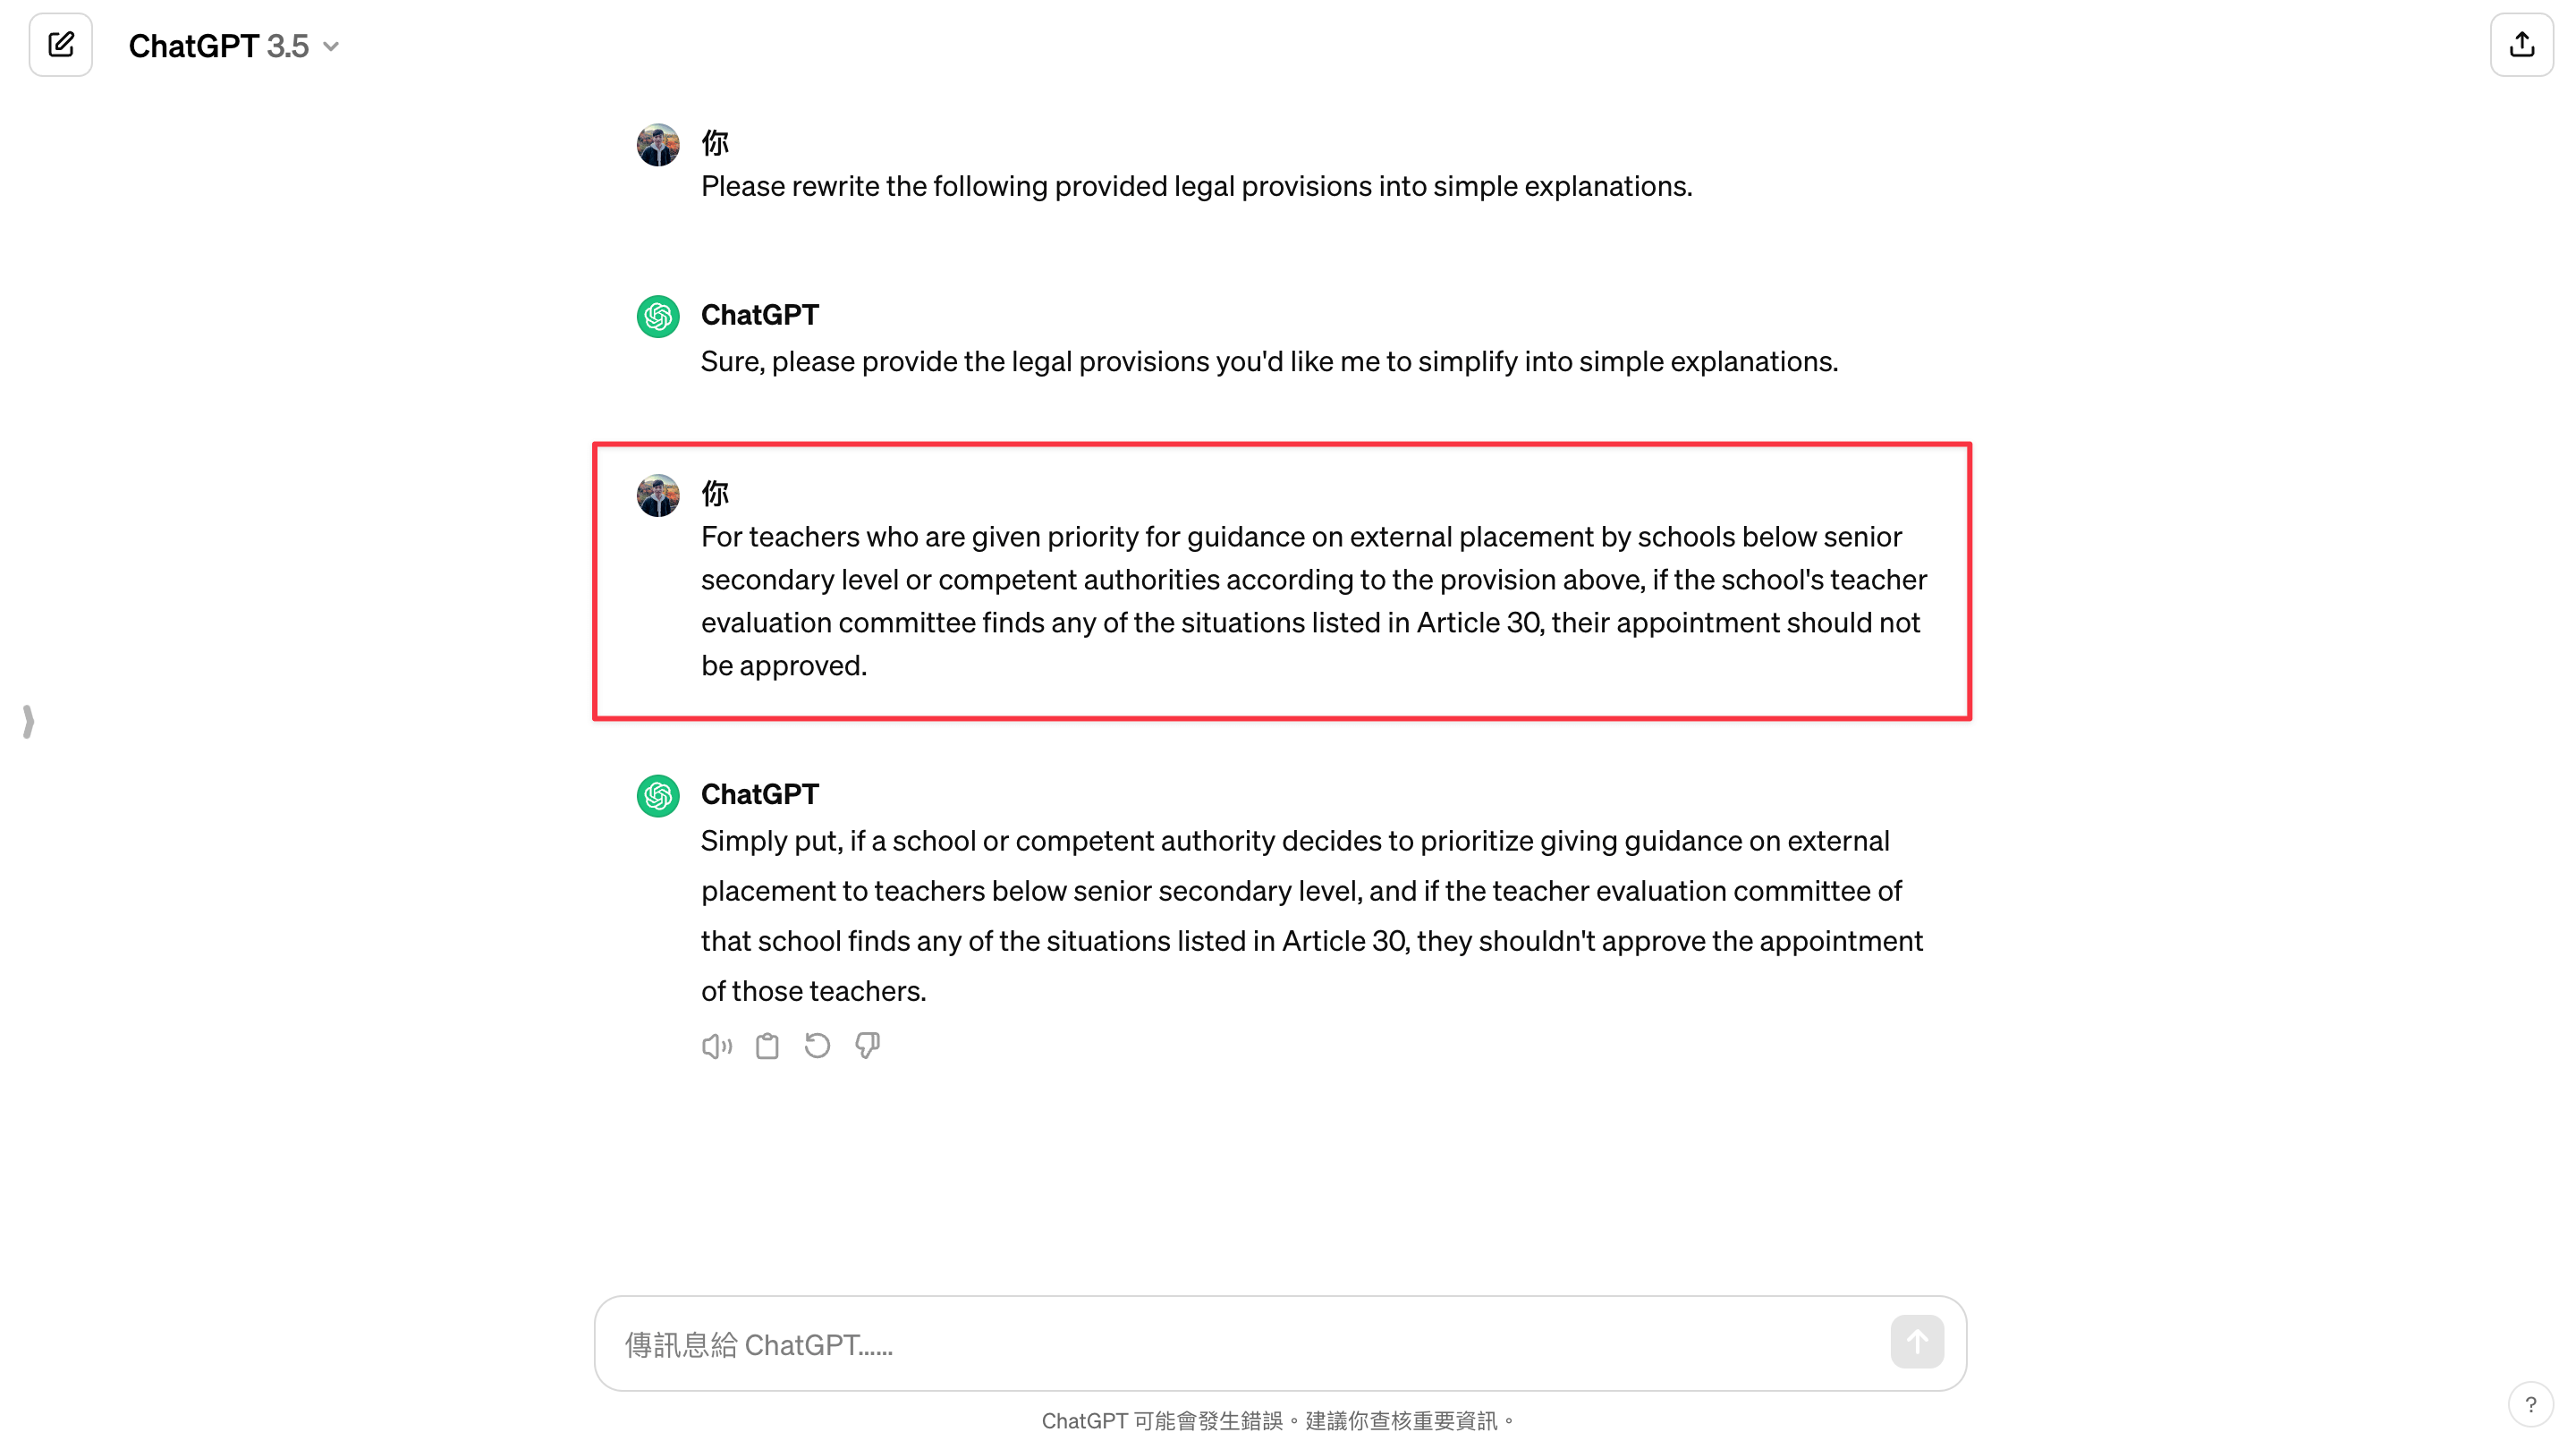 ChatGPT 3.5
你
Please rewrite the following provided legal provisions into simple explanations.
ChatGPT
Sure, please provide the legal provisions you'd like me to simplify into simple explanations.
你
For teachers who are given priority for guidance on external placement by schools below senior
secondary level or competent authorities according to the provision above, if the school's teacher
evaluation committee finds any of the situations listed in Article 30, their appointment should not
be approved.
ChatGPT
Simply put, if a school or competent authority decides to prioritize giving guidance on external
placement to teachers below senior secondary level, and if the teacher evaluation committee of
that school finds any of the situations listed in Article 30, they shouldn't approve the appointment
of those teachers.
傳訊息給 ChatGPT......
ChatGPT 可能會發生錯誤。建議你查核重要資訊。
?